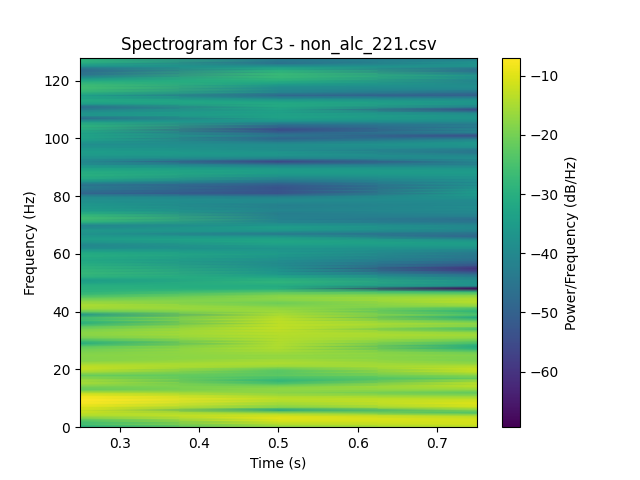 Spectrogram for C3 - non_alc_221.csv
120
100
80
60
40
20
0
Frequency (Hz)
0.3 0.4 0.5 0.6 0.7
Time (s)
−10
−20
−30
−40
−50
−60
Power/Frequency (dB/Hz)